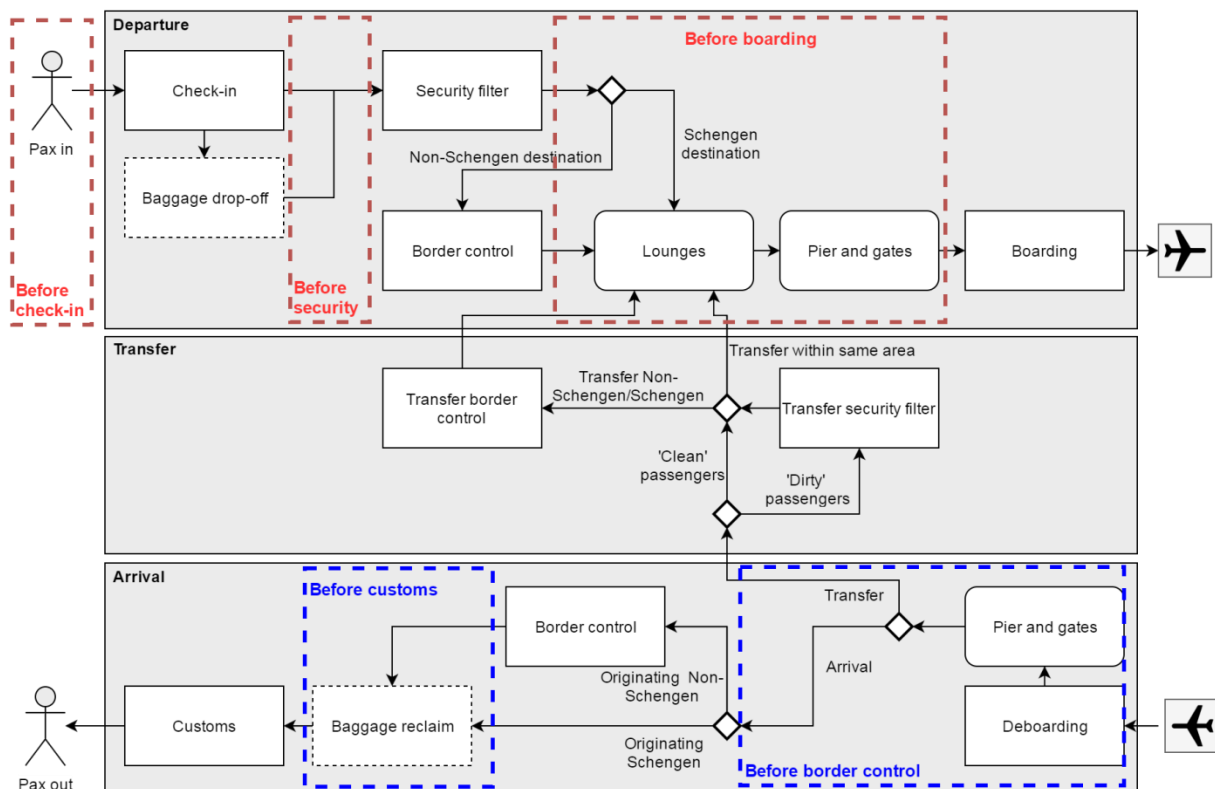 Departure
Before boarding
Pax in
Check-in
Security filter
Non-Schengen destination
Schengen
destination
Baggage drop-off
Border control
Lounges
Pier and gates
Boarding
Before
check-in
Before
security
Transfer
Transfer within same area
Transfer border
control
Transfer Non-
Schengen/Schengen
Transfer security filter
'Clean'
passengers
'Dirty'
passengers
Arrival
Before customs
Transfer
Pier and gates
Border control
Arrival
Originating Non-
Schengen
Customs
Baggage reclaim
Deboarding
Originating
Schengen
Before border control
Pax out